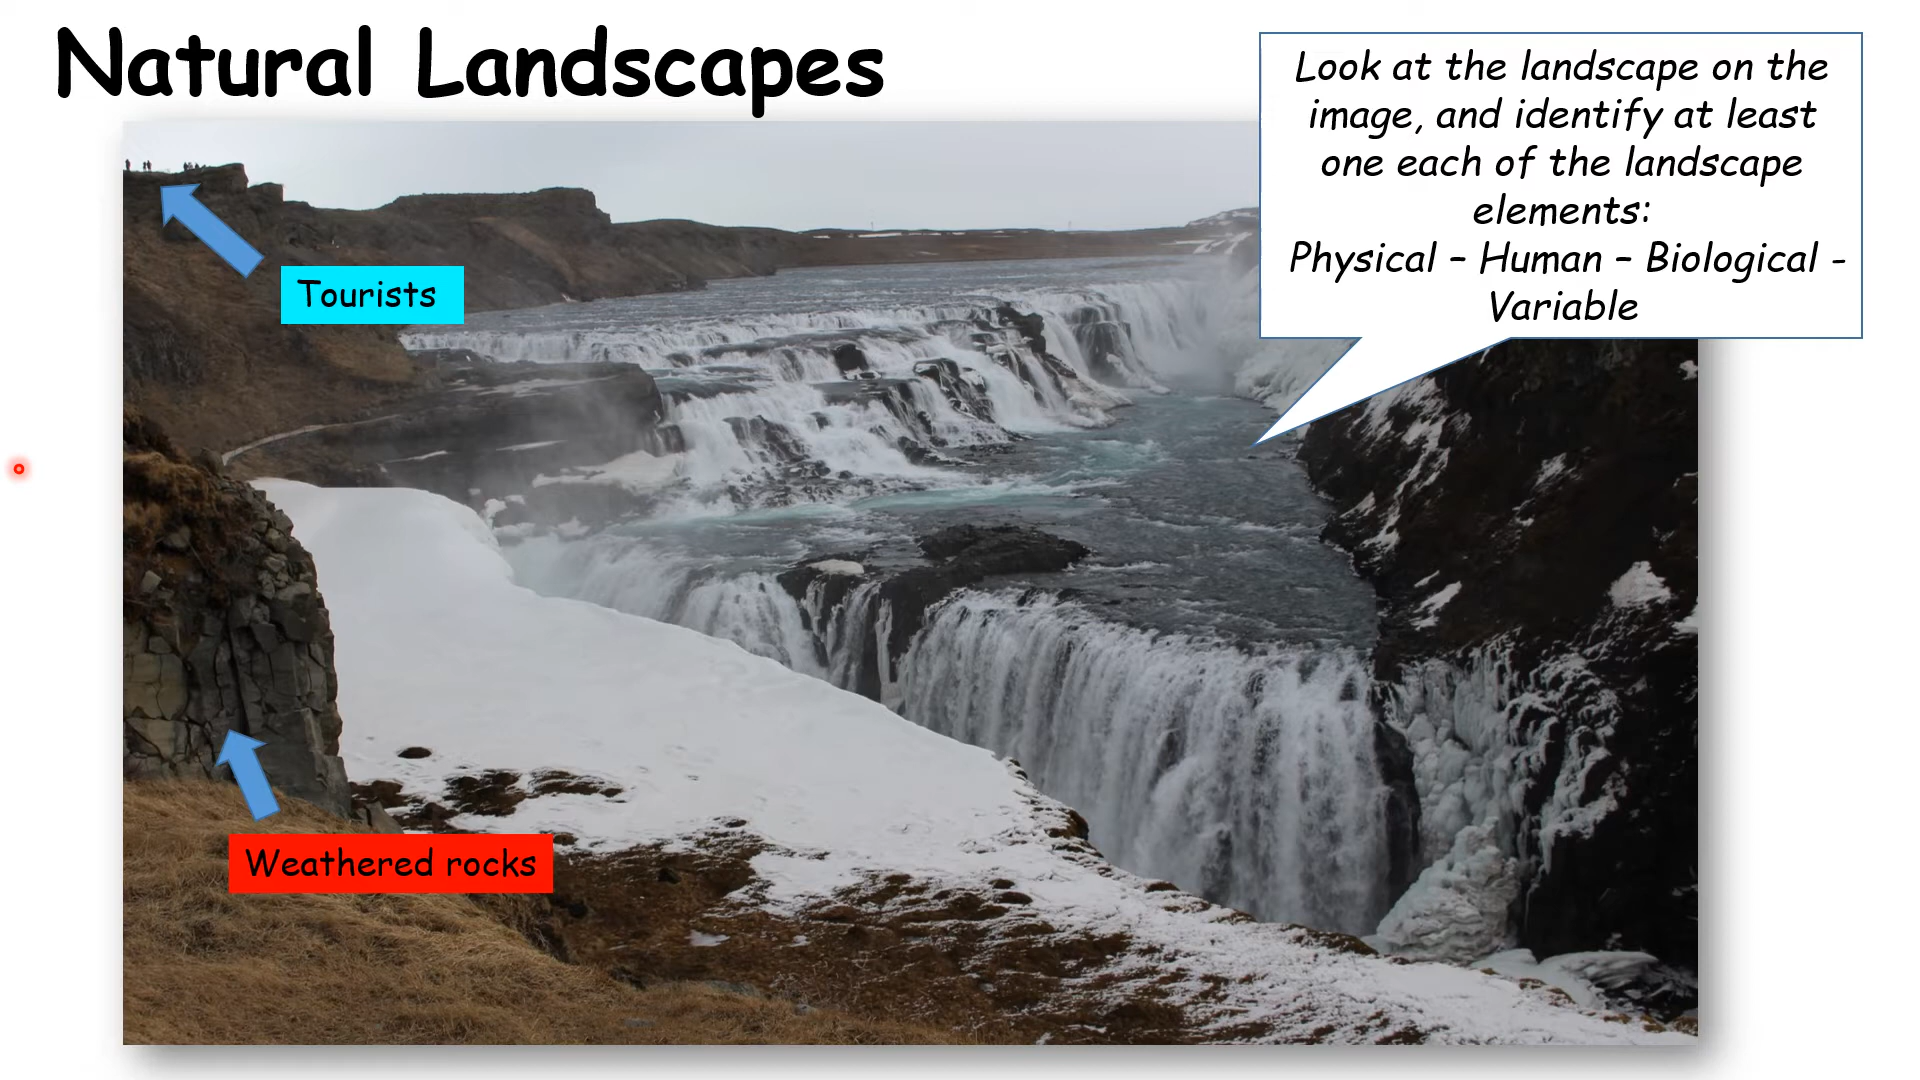 Natural Landscapes
Look at the landscape on the
image, and identify at least
one each of the landscape
elements:
Physical – Human – Biological -
Variable
Tourists
Weathered rocks